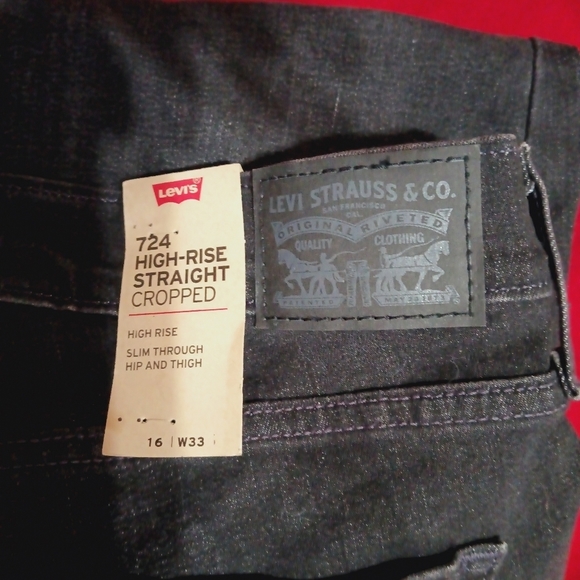 Levi's
724
HIGH-RISE
STRAIGHT
CROPPED
HIGH RISE
SLIM THROUGH
HIP AND THIGH
16 | W33
LEVI STRAUSS & CO.
SAN FRANCISCO
CAL.
ORIGINAL RIVETED
QUALITY CLOTHING
PATENTED